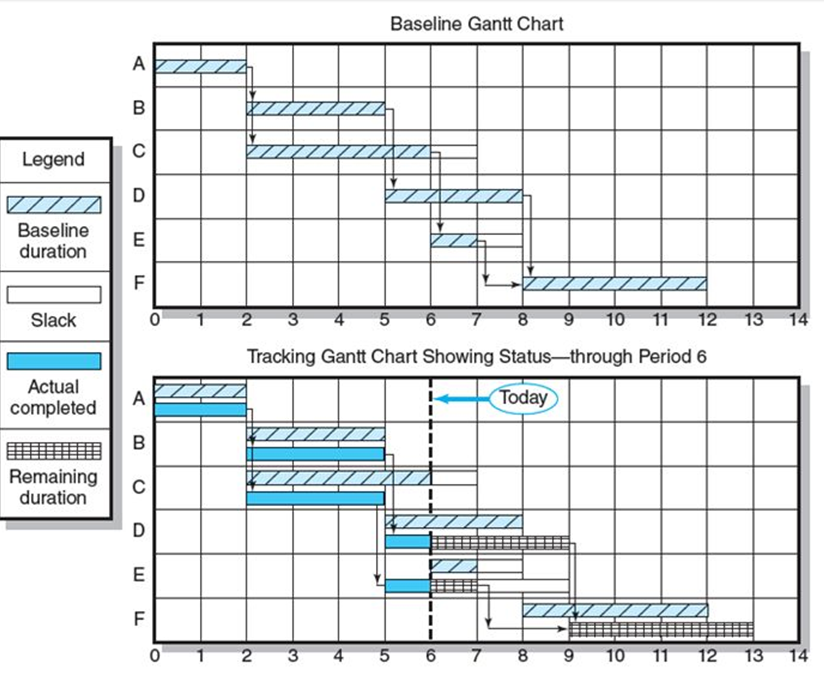 Baseline Gantt Chart
A
B
C
D
E
F
0 1 2 3 4 5 6 7 8 9 10 11 12 13 14
Legend
Baseline
duration
Slack
Actual
completed
Remaining
duration
Tracking Gantt Chart Showing Status—through Period 6
Today
A
B
C
D
E
F
0 1 2 3 4 5 6 7 8 9 10 11 12 13 14